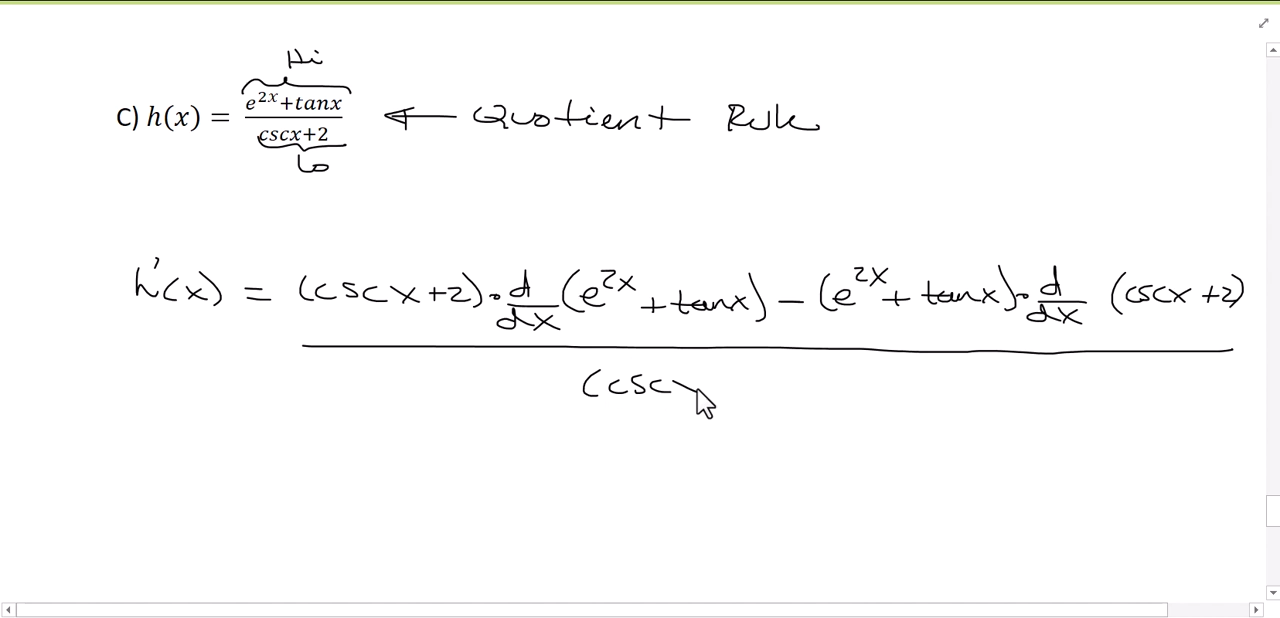 Hi
C) h(x) = (e^{2x}+tanx)/(cscx+2) ← Quotient Rule
Lo
h'(x) = (cscx+2)·d/dx(e^{2x}+tanx) − (e^{2x}+tanx)·d/dx (cscx+2)
(csc